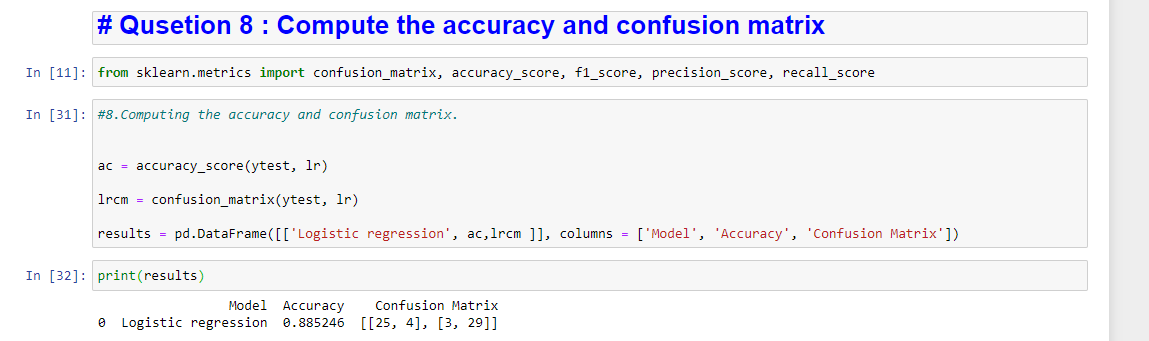 # Qusetion 8 : Compute the accuracy and confusion matrix
In [11]: from sklearn.metrics import confusion_matrix, accuracy_score, f1_score, precision_score, recall_score
In [31]: #8.Computing the accuracy and confusion matrix.
ac = accuracy_score(ytest, lr)
lrcm = confusion_matrix(ytest, lr)
results = pd.DataFrame([['Logistic regression', ac,lrcm ]], columns = ['Model', 'Accuracy', 'Confusion Matrix'])
In [32]: print(results)
Model Accuracy Confusion Matrix
0 Logistic regression 0.885246 [[25, 4], [3, 29]]